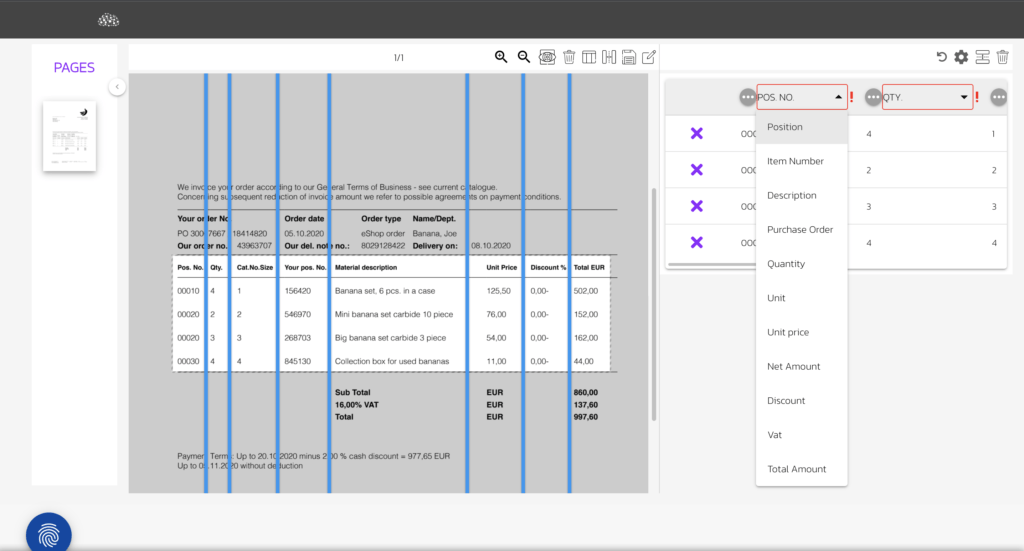 PAGES
1/1
We invoice your order according to our General Terms of Business - see current catalogue.
Concerning subsequent reduction of invoice amount we refer to possible agreements on payment conditions.
Your order No. Order date Order type Name/Dept.
PO 30007667 18414820 05.10.2020 eShop order Banana, Joe
Our order no. 43963707 Our del. note no.: 8029128422 Delivery on: 08.10.2020
Pos. No. Qty. Cat.No.Size Your pos. No. Material description Unit Price Discount % Total EUR
00010 4 1 156420 Banana set, 6 pcs. in a case 125,50 0,00- 502,00
00020 2 2 546970 Mini banana set carbide 10 piece 76,00 0,00- 152,00
00020 3 3 268703 Big banana set carbide 3 piece 54,00 0,00- 162,00
00030 4 4 845130 Collection box for used bananas 11,00 0,00- 44,00
Sub Total EUR 860,00
16,00% VAT EUR 137,60
Total EUR 997,60
Payment Terms: Up to 20.10.2020 minus 2,00 % cash discount = 977,65 EUR
Up to 11.2020 without deduction
POS. NO. ! QTY. !
000 4 1
000 2 2
000 3 3
000 4 4
Position
Item Number
Description
Purchase Order
Quantity
Unit
Unit price
Net Amount
Discount
Vat
Total Amount